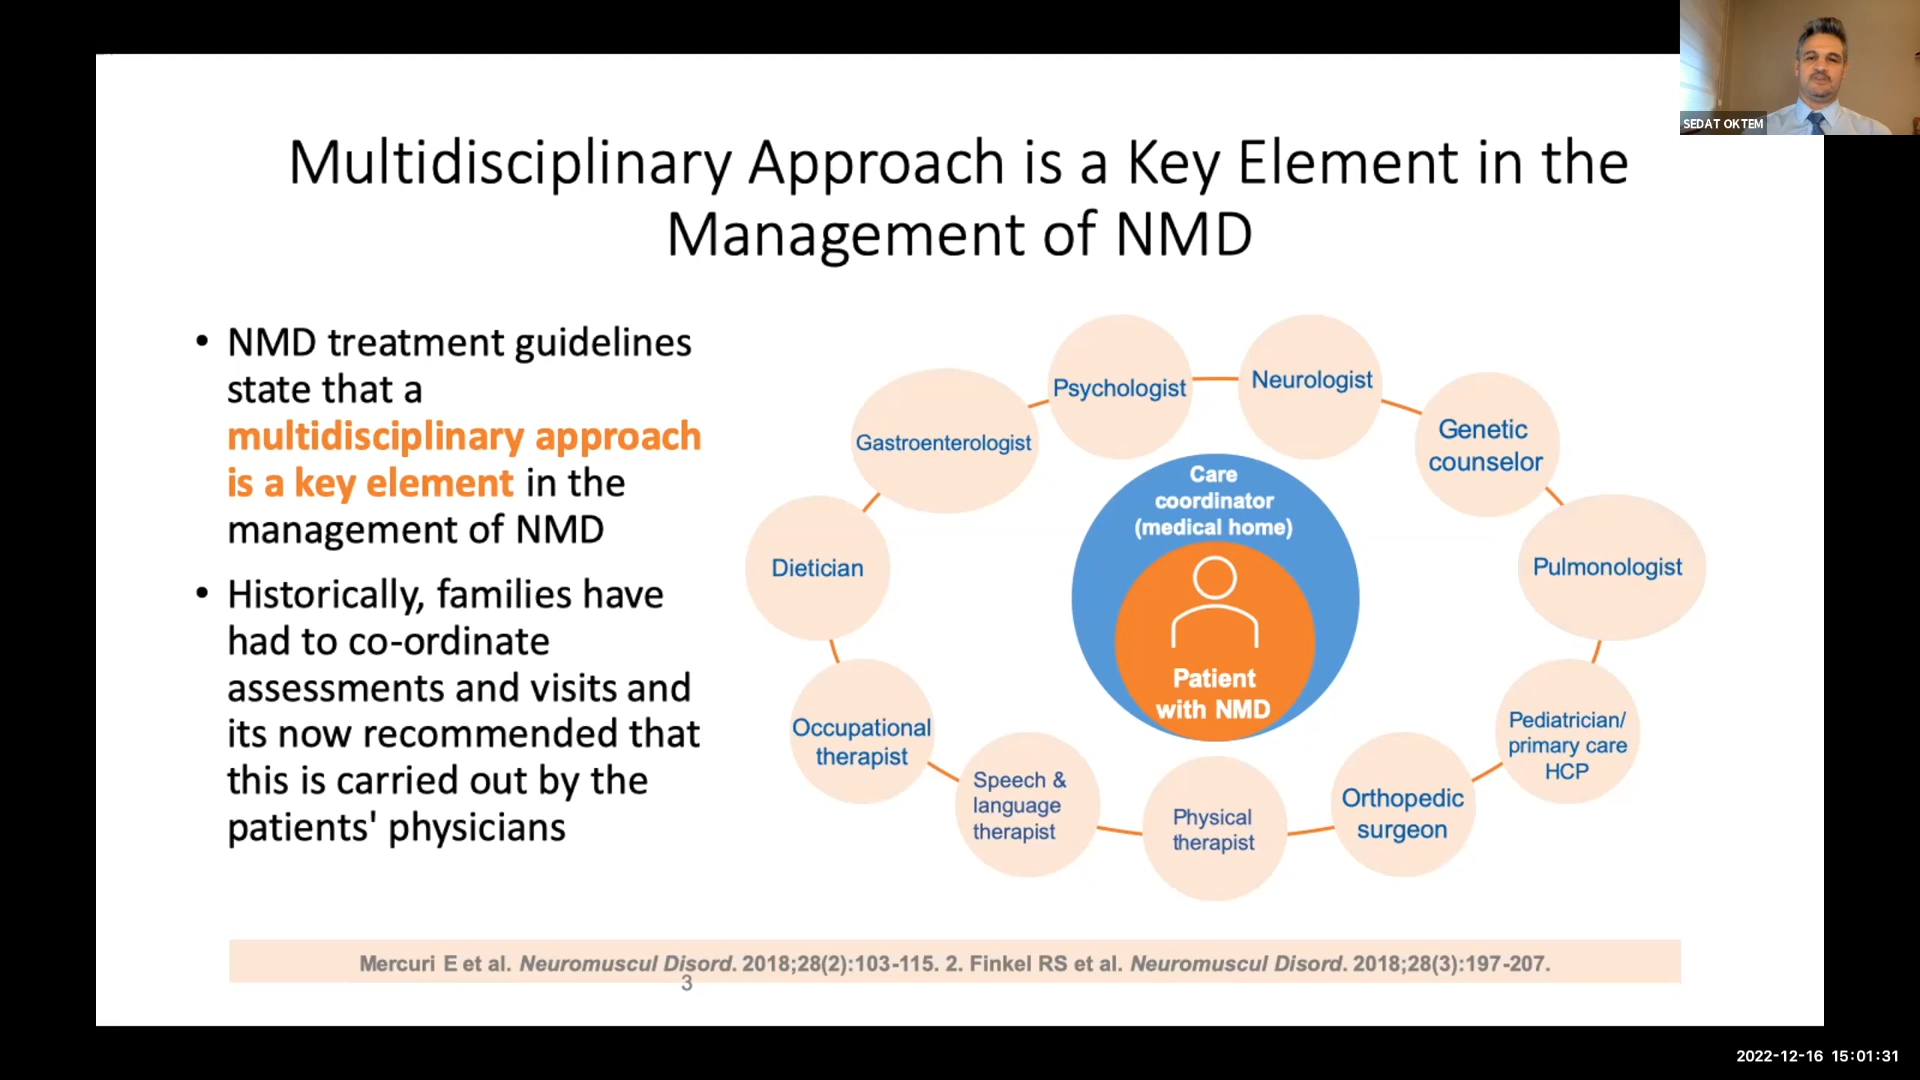 SEDAT OKTEM
Multidisciplinary Approach is a Key Element in the
Management of NMD
• NMD treatment guidelines
state that a
multidisciplinary approach
is a key element in the
management of NMD
• Historically, families have
had to co-ordinate
assessments and visits and
its now recommended that
this is carried out by the
patients' physicians
Psychologist
Neurologist
Gastroenterologist
Genetic
counselor
Dietician
Pulmonologist
Care
coordinator
(medical home)
Patient
with NMD
Occupational
therapist
Pediatrician/
primary care
HCP
Speech &
language
therapist
Physical
therapist
Orthopedic
surgeon
Mercuri E et al. Neuromuscul Disord. 2018;28(2):103-115. 2. Finkel RS et al. Neuromuscul Disord. 2018;28(3):197-207.
3
2022-12-16 15:01:31